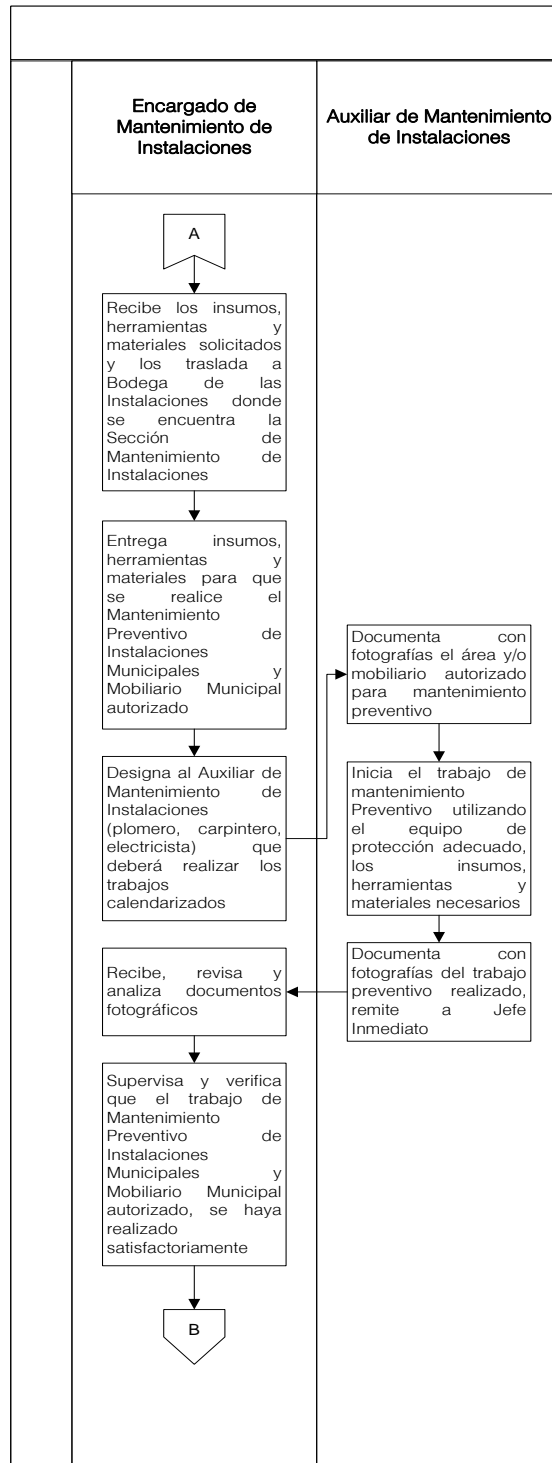 Encargado de
Mantenimiento de
Instalaciones
Auxiliar de Mantenimiento
de Instalaciones
A
Recibe los insumos,
herramientas y
materiales solicitados
y los traslada a
Bodega de las
Instalaciones donde
se encuentra la
Sección de
Mantenimiento de
Instalaciones
Entrega insumos,
herramientas y
materiales para que
se realice el
Mantenimiento
Preventivo de
Instalaciones
Municipales y
Mobiliario Municipal
autorizado
Designa al Auxiliar de
Mantenimiento de
Instalaciones
(plomero, carpintero,
electricista) que
deberá realizar los
trabajos
calendarizados
Documenta con
fotografías el área y/o
mobiliario autorizado
para mantenimiento
preventivo
Inicia el trabajo de
mantenimiento
Preventivo utilizando
el equipo de
protección adecuado,
los insumos,
herramientas y
materiales necesarios
Documenta con
fotografías del trabajo
preventivo realizado,
remite a Jefe
Inmediato
Recibe, revisa y
analiza documentos
fotográficos
Supervisa y verifica
que el trabajo de
Mantenimiento
Preventivo de
Instalaciones
Municipales y
Mobiliario Municipal
autorizado, se haya
realizado
satisfactoriamente
B